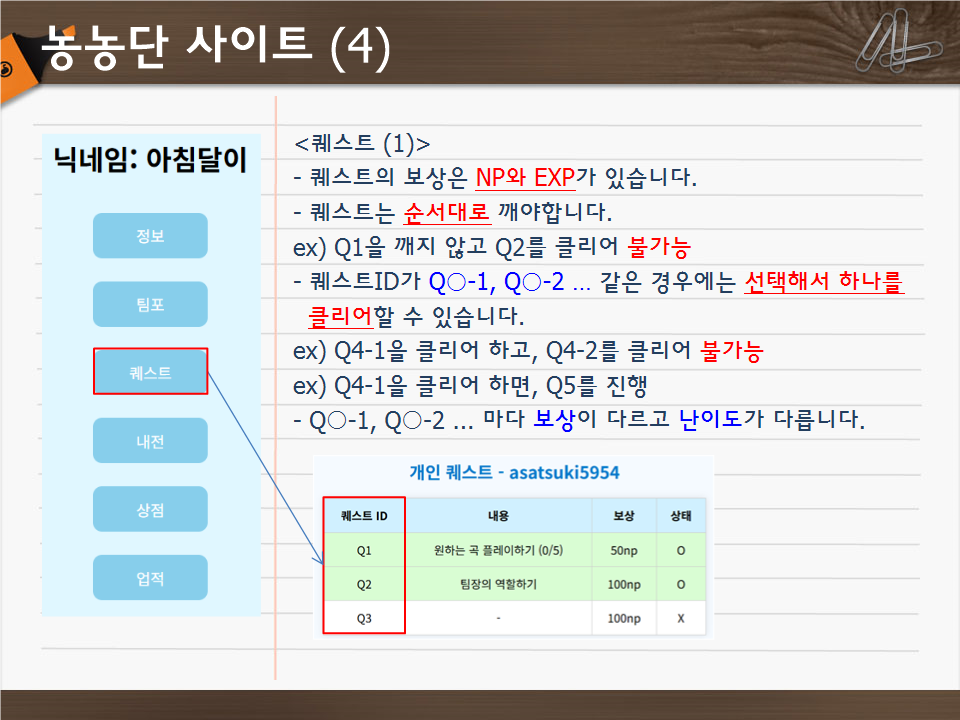 농농단 사이트 (4)
닉네임: 아침달이
정보
팀포
퀘스트
내전
상점
업적
<퀘스트 (1)>
- 퀘스트의 보상은 NP와 EXP가 있습니다.
- 퀘스트는 순서대로 깨야합니다.
ex) Q1을 깨지 않고 Q2를 클리어 불가능
- 퀘스트ID가 Q○-1, Q○-2 ... 같은 경우에는 선택해서 하나를
클리어할 수 있습니다.
ex) Q4-1을 클리어 하고, Q4-2를 클리어 불가능
ex) Q4-1을 클리어 하면, Q5를 진행
- Q○-1, Q○-2 ... 마다 보상이 다르고 난이도가 다릅니다.
개인 퀘스트 - asatsuki5954
퀘스트 ID 내용 보상 상태
Q1 원하는 곡 플레이하기 (0/5) 50np O
Q2 팀장의 역할하기 100np O
Q3 - 100np X